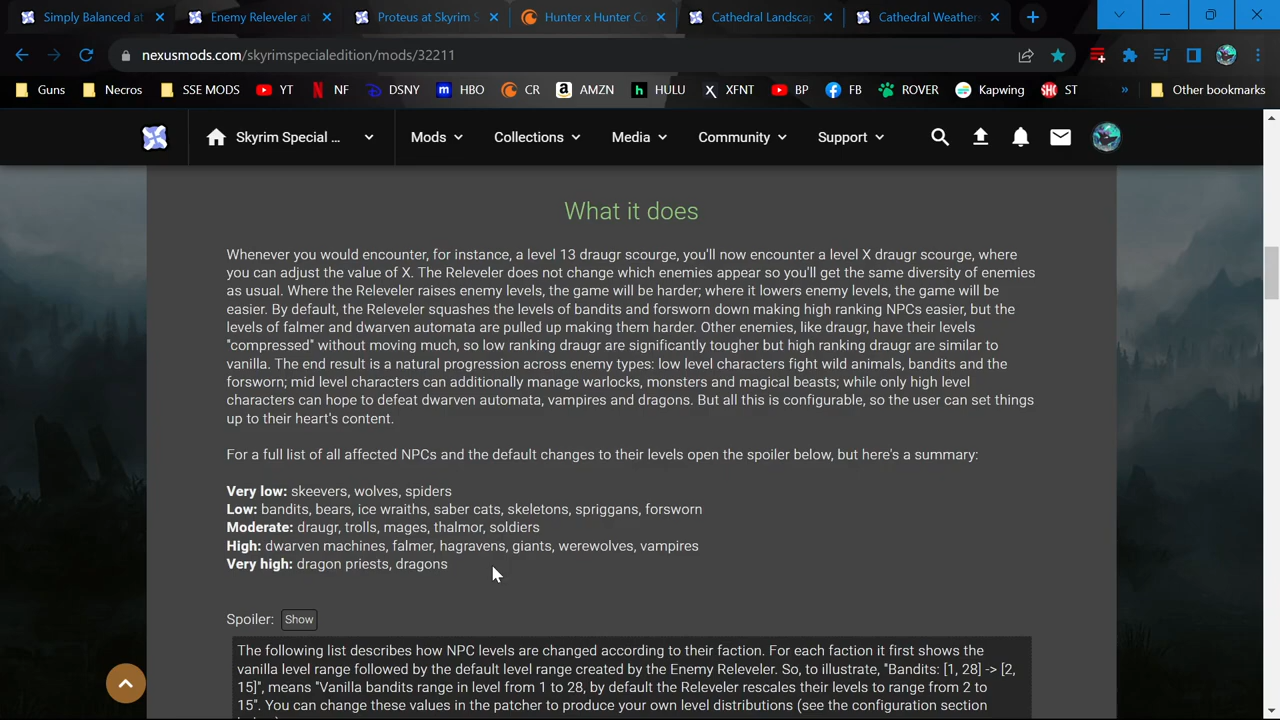 Simply Balanced at
Enemy Releveler at
Proteus at Skyrim S
Hunter x Hunter Co
Cathedral Landscap
Cathedral Weathers
nexusmods.com/skyrimspecialedition/mods/32211
Guns Necros SSE MODS YT NF DSNY HBO CR AMZN HULU XFNT BP FB ROVER Kapwing ST » Other bookmarks
Skyrim Special ... Mods Collections Media Community Support
What it does
Whenever you would encounter, for instance, a level 13 draugr scourge, you'll now encounter a level X draugr scourge, where
you can adjust the value of X. The Releveler does not change which enemies appear so you'll get the same diversity of enemies
as usual. Where the Releveler raises enemy levels, the game will be harder; where it lowers enemy levels, the game will be
easier. By default, the Releveler squashes the levels of bandits and forsworn down making high ranking NPCs easier, but the
levels of falmer and dwarven automata are pulled up making them harder. Other enemies, like draugr, have their levels
"compressed" without moving much, so low ranking draugr are significantly tougher but high ranking draugr are similar to
vanilla. The end result is a natural progression across enemy types: low level characters fight wild animals, bandits and the
forsworn; mid level characters can additionally manage warlocks, monsters and magical beasts; while only high level
characters can hope to defeat dwarven automata, vampires and dragons. But all this is configurable, so the user can set things
up to their heart's content.
For a full list of all affected NPCs and the default changes to their levels open the spoiler below, but here's a summary:
Very low: skeevers, wolves, spiders
Low: bandits, bears, ice wraiths, saber cats, skeletons, spriggans, forsworn
Moderate: draugr, trolls, mages, thalmor, soldiers
High: dwarven machines, falmer, hagravens, giants, werewolves, vampires
Very high: dragon priests, dragons
Spoiler: Show
The following list describes how NPC levels are changed according to their faction. For each faction it first shows the
vanilla level range followed by the default level range created by the Enemy Releveler. So, to illustrate, "Bandits: [1, 28] -> [2,
15]", means "Vanilla bandits range in level from 1 to 28, by default the Releveler rescales their levels to range from 2 to
15". You can change these values in the patcher to produce your own level distributions (see the configuration section